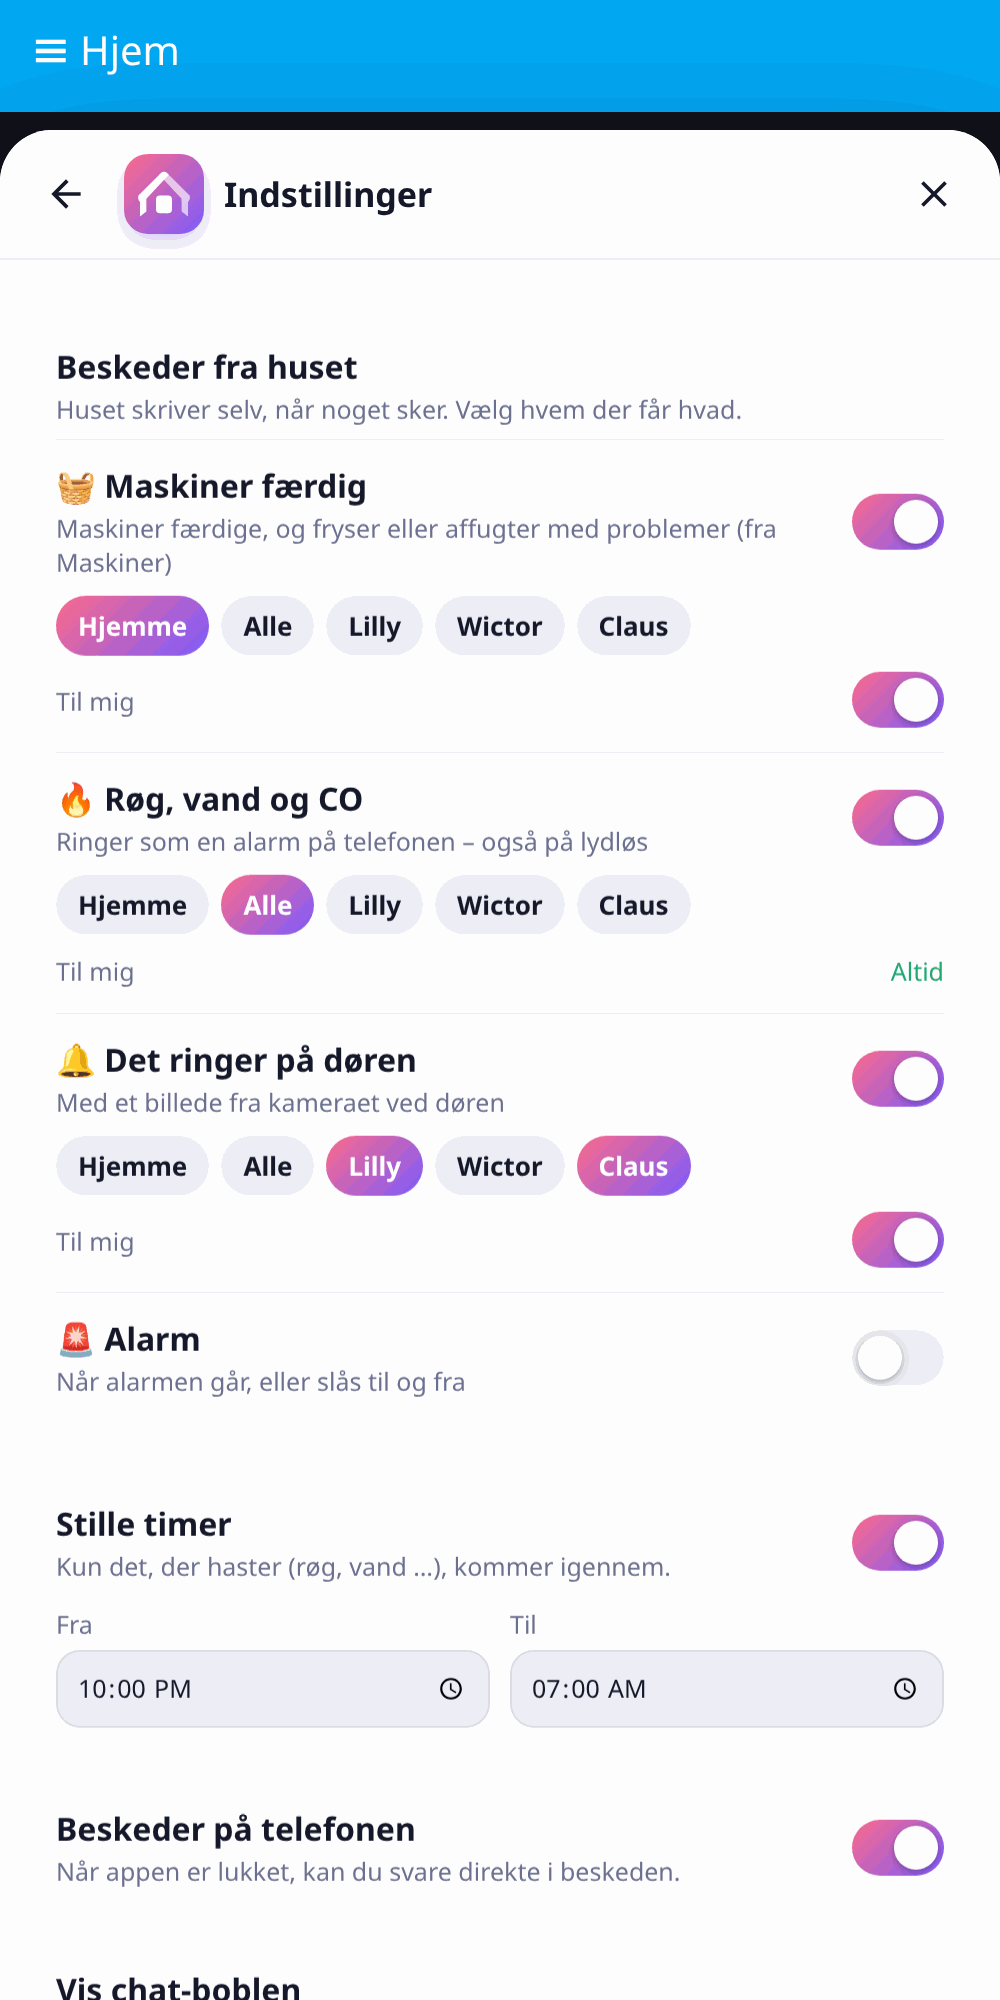 Hjem
Indstillinger
Beskeder fra huset
Huset skriver selv, når noget sker. Vælg hvem der får hvad.
Maskiner færdig
Maskiner færdige, og fryser eller affugter med problemer (fra
Maskiner)
Hjemme Alle Lilly Wictor Claus
Til mig
Røg, vand og CO
Ringer som en alarm på telefonen – også på lydløs
Hjemme Alle Lilly Wictor Claus
Til mig Altid
Det ringer på døren
Med et billede fra kameraet ved døren
Hjemme Alle Lilly Wictor Claus
Til mig
Alarm
Når alarmen går, eller slås til og fra
Stille timer
Kun det, der haster (røg, vand ...), kommer igennem.
Fra Til
10:00 PM 07:00 AM
Beskeder på telefonen
Når appen er lukket, kan du svare direkte i beskeden.
Vis chat-boblen